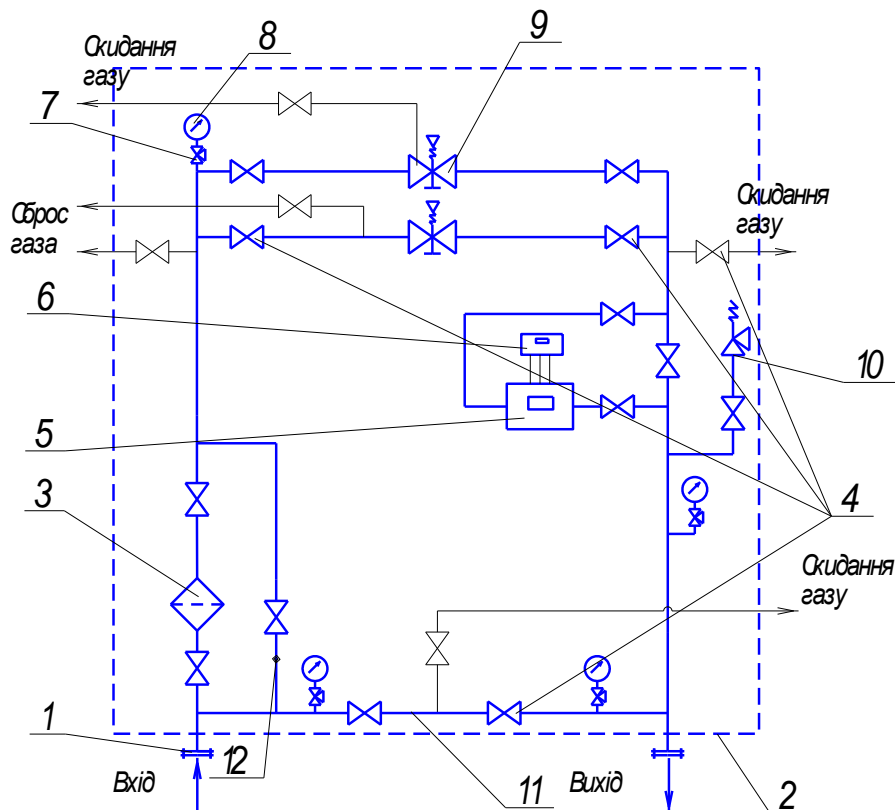 8
9
Скидання
газу
7
Сброс
газа
Скидання
газу
6
10
5
3
4
Скидання
газу
1
12
Вхід
11
Вихід
2